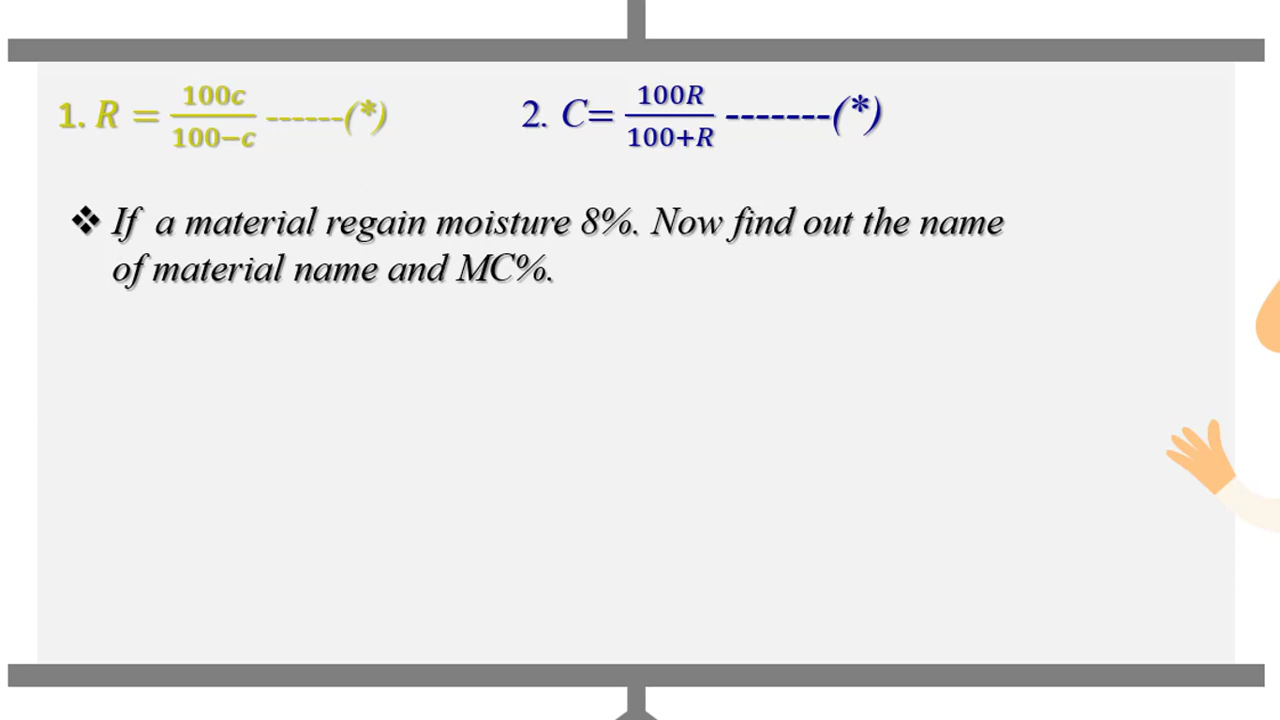 1. R = 100c/100−c ------(*)
2. C= 100R/100+R -------(*)
❖ If a material regain moisture 8%. Now find out the name
of material name and MC%.